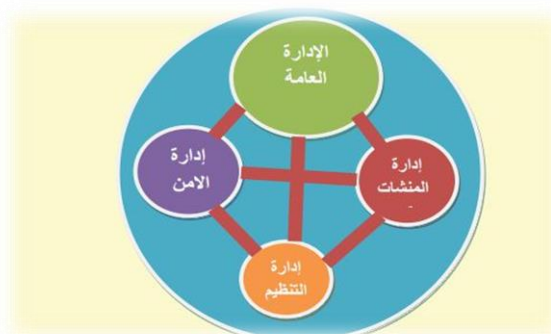 الإدارة
العامة
إدارة
الامن
إدارة
المنشات
-
إدارة
التنظيم